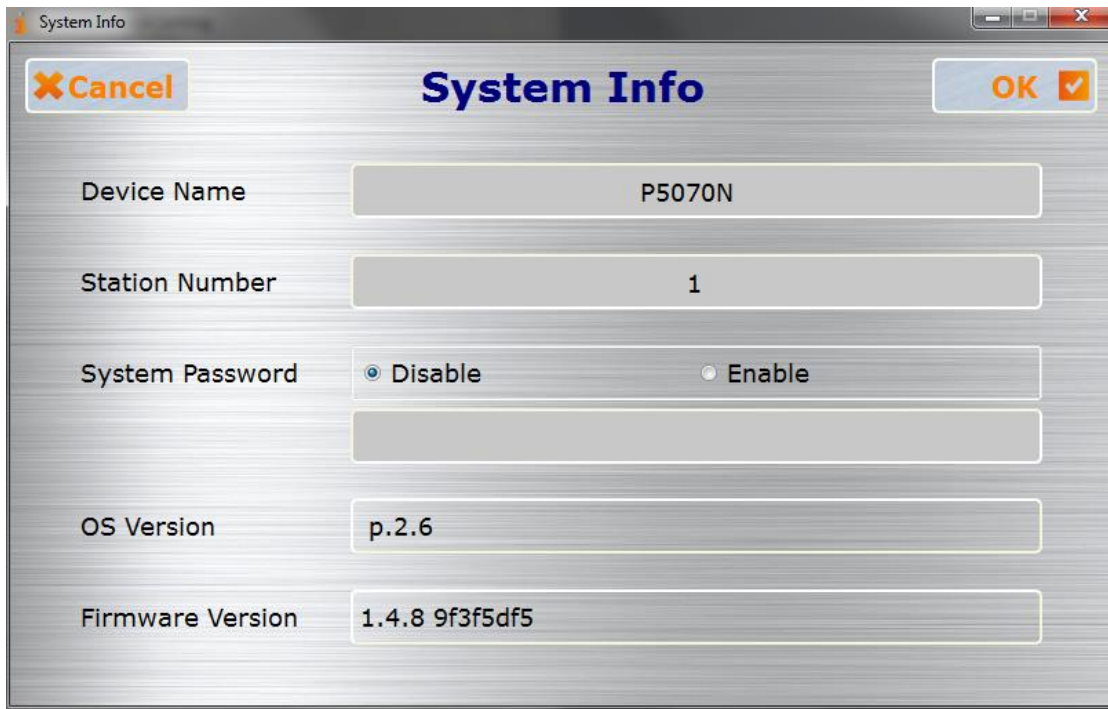 System Info
Cancel
System Info
OK
Device Name
P5070N
Station Number
1
System Password
Disable
Enable
OS Version
p.2.6
Firmware Version
1.4.8 9f3f5df5